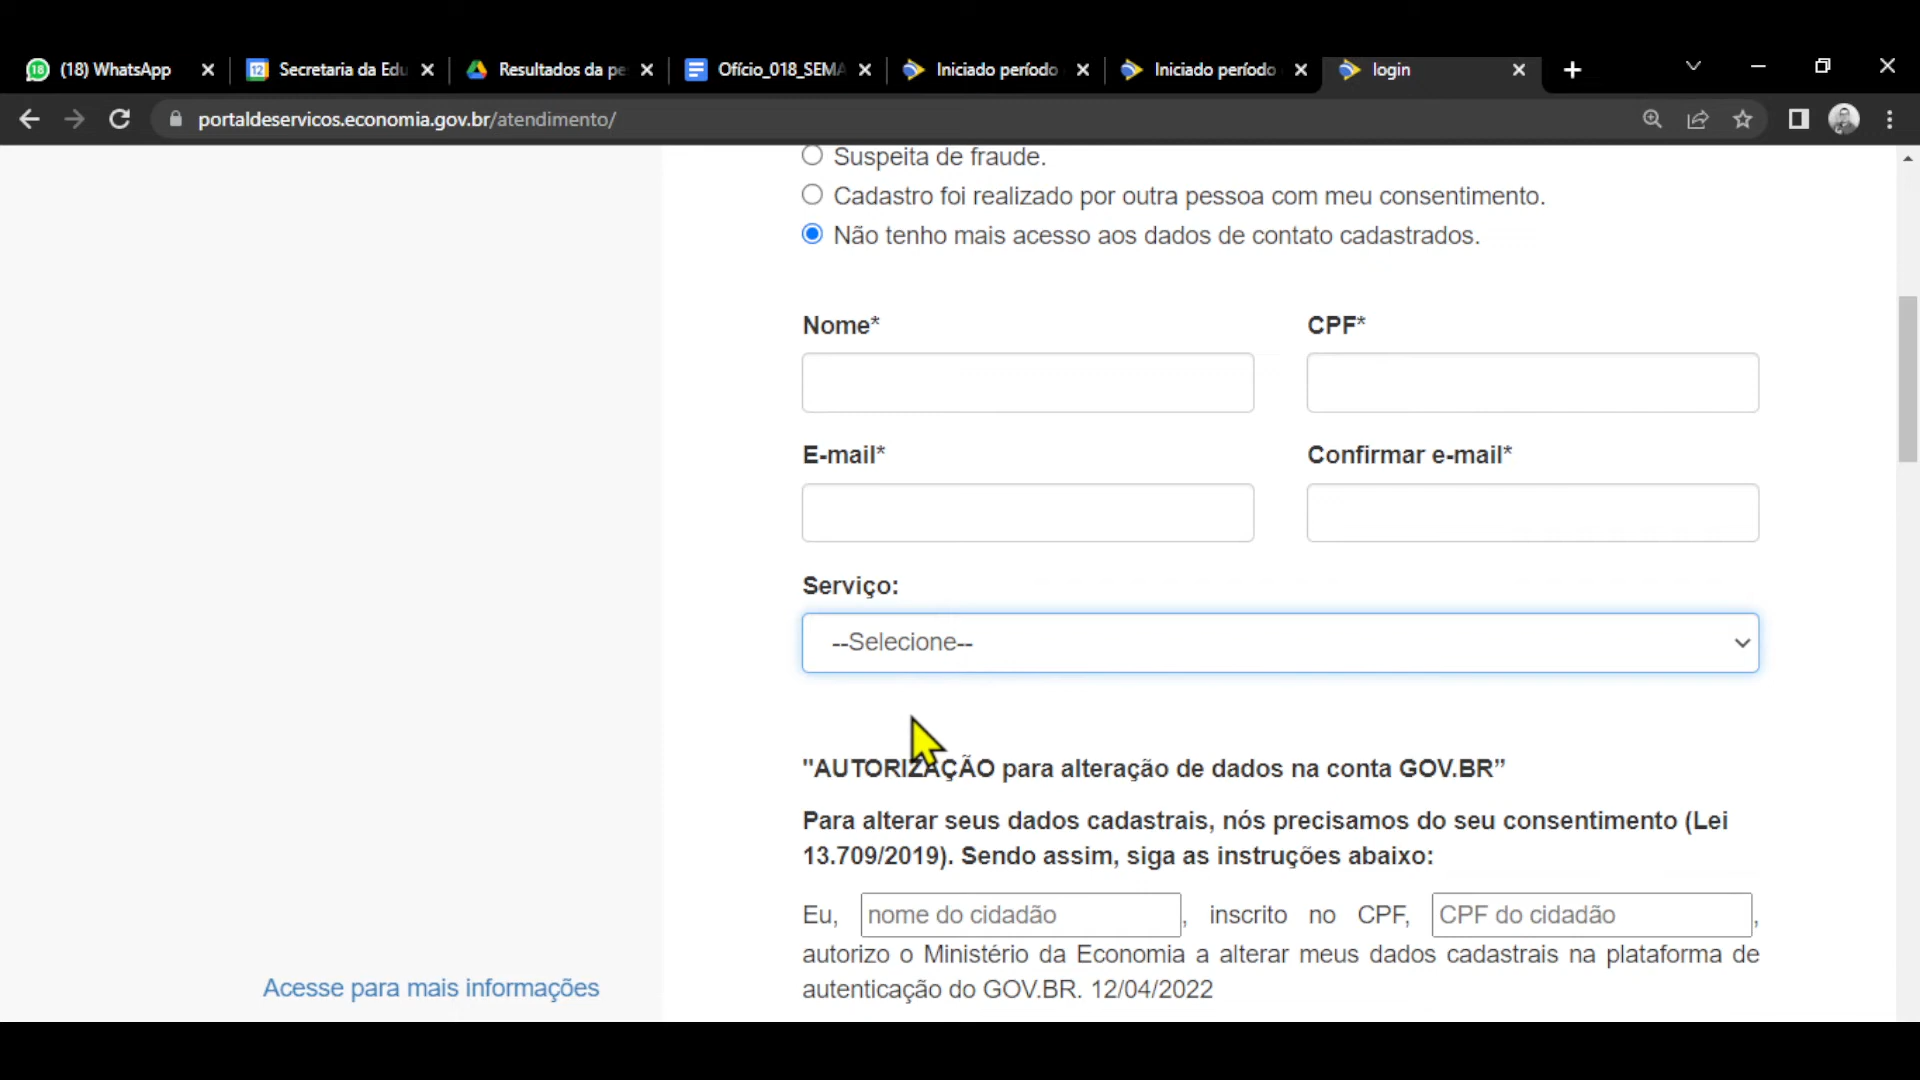 18 (18) WhatsApp
12 Secretaria da Edu
Resultados da pe
Ofício_018_SEMA
Iniciado período
Iniciado período
login
portaldeservicos.economia.gov.br/atendimento/
Suspeita de fraude.
Cadastro foi realizado por outra pessoa com meu consentimento.
Não tenho mais acesso aos dados de contato cadastrados.
Nome* CPF*
E-mail* Confirmar e-mail*
Serviço:
--Selecione--
"AUTORIZAÇÃO para alteração de dados na conta GOV.BR”
Para alterar seus dados cadastrais, nós precisamos do seu consentimento (Lei
13.709/2019). Sendo assim, siga as instruções abaixo:
Eu, nome do cidadão, inscrito no CPF, CPF do cidadão,
autorizo o Ministério da Economia a alterar meus dados cadastrais na plataforma de
autenticação do GOV.BR. 12/04/2022
Acesse para mais informações